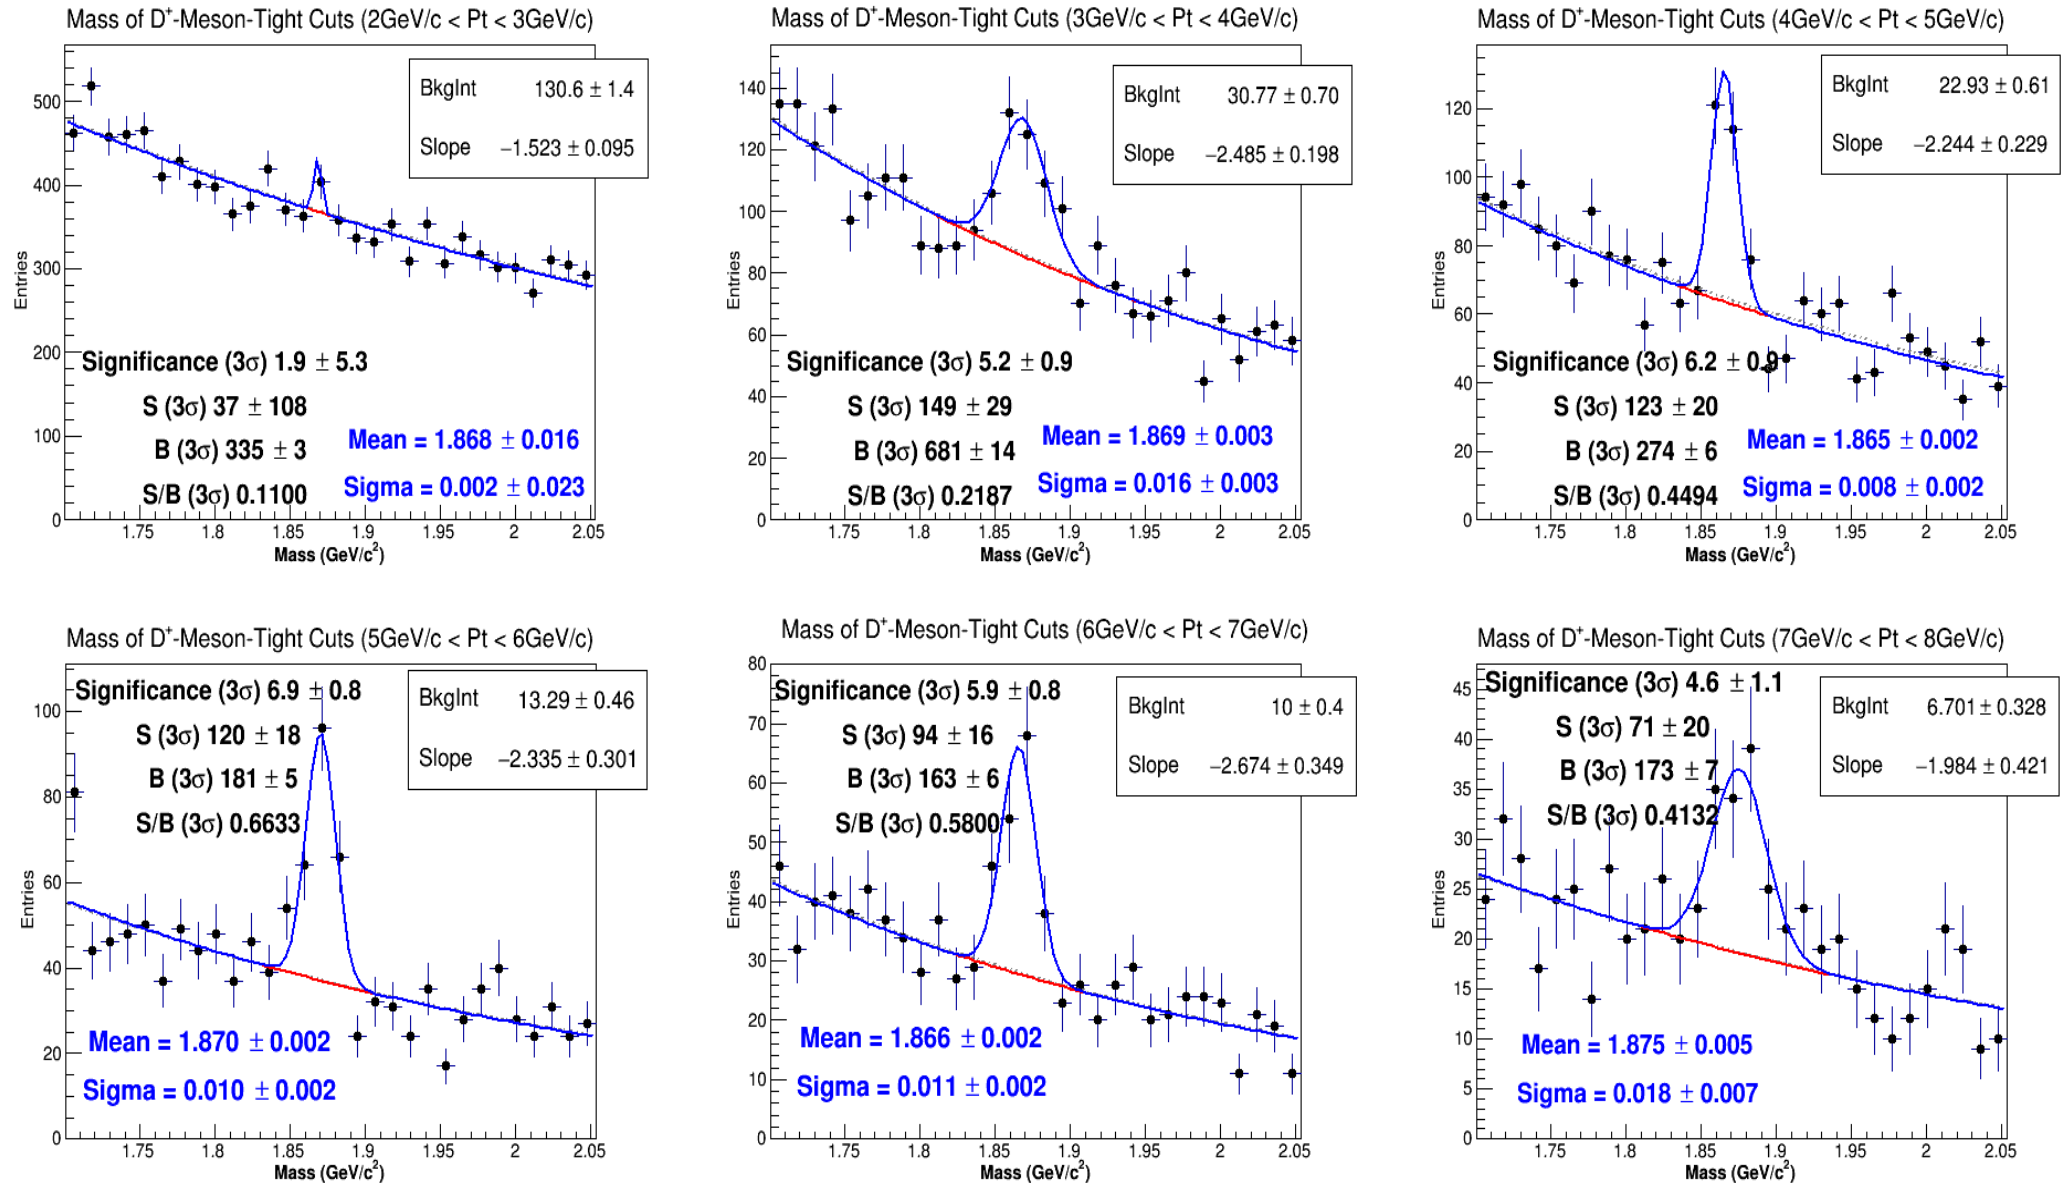 Mass of D⁺-Meson-Tight Cuts (2GeV/c < Pt < 3GeV/c)
BkgInt 130.6 ± 1.4
Slope −1.523 ± 0.095
500
400
300
200
100
0
Entries
Significance (3σ) 1.9 ± 5.3
S (3σ) 37 ± 108
B (3σ) 335 ± 3
S/B (3σ) 0.1100
Mean = 1.868 ± 0.016
Sigma = 0.002 ± 0.023
1.75 1.8 1.85 1.9 1.95 2 2.05
Mass (GeV/c²)
Mass of D⁺-Meson-Tight Cuts (3GeV/c < Pt < 4GeV/c)
BkgInt 30.77 ± 0.70
Slope −2.485 ± 0.198
140
120
100
80
60
40
20
0
Entries
Significance (3σ) 5.2 ± 0.9
S (3σ) 149 ± 29
B (3σ) 681 ± 14
S/B (3σ) 0.2187
Mean = 1.869 ± 0.003
Sigma = 0.016 ± 0.003
1.75 1.8 1.85 1.9 1.95 2 2.05
Mass (GeV/c²)
Mass of D⁺-Meson-Tight Cuts (4GeV/c < Pt < 5GeV/c)
BkgInt 22.93 ± 0.61
Slope −2.244 ± 0.229
120
100
80
60
40
20
0
Entries
Significance (3σ) 6.2 ± 0.9
S (3σ) 123 ± 20
B (3σ) 274 ± 6
S/B (3σ) 0.4494
Mean = 1.865 ± 0.002
Sigma = 0.008 ± 0.002
1.75 1.8 1.85 1.9 1.95 2 2.05
Mass (GeV/c²)
Mass of D⁺-Meson-Tight Cuts (5GeV/c < Pt < 6GeV/c)
BkgInt 13.29 ± 0.46
Slope −2.335 ± 0.301
100
80
60
40
20
0
Entries
Significance (3σ) 6.9 ± 0.8
S (3σ) 120 ± 18
B (3σ) 181 ± 5
S/B (3σ) 0.6633
Mean = 1.870 ± 0.002
Sigma = 0.010 ± 0.002
1.75 1.8 1.85 1.9 1.95 2 2.05
Mass (GeV/c²)
Mass of D⁺-Meson-Tight Cuts (6GeV/c < Pt < 7GeV/c)
BkgInt 10 ± 0.4
Slope −2.674 ± 0.349
80
70
60
50
40
30
20
10
0
Entries
Significance (3σ) 5.9 ± 0.8
S (3σ) 94 ± 16
B (3σ) 163 ± 6
S/B (3σ) 0.5800
Mean = 1.866 ± 0.002
Sigma = 0.011 ± 0.002
1.75 1.8 1.85 1.9 1.95 2 2.05
Mass (GeV/c²)
Mass of D⁺-Meson-Tight Cuts (7GeV/c < Pt < 8GeV/c)
BkgInt 6.701 ± 0.328
Slope −1.984 ± 0.421
45
40
35
30
25
20
15
10
5
0
Entries
Significance (3σ) 4.6 ± 1.1
S (3σ) 71 ± 20
B (3σ) 173 ± 7
S/B (3σ) 0.4132
Mean = 1.875 ± 0.005
Sigma = 0.018 ± 0.007
1.75 1.8 1.85 1.9 1.95 2 2.05
Mass (GeV/c²)